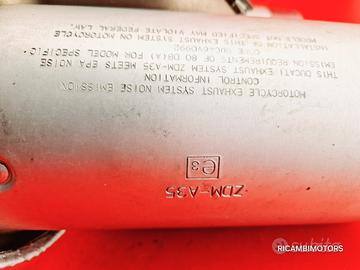 MOTORCYCLE EXHAUST SYSTEM NOISE EMISSION
CONTROL INFORMATION
THIS DUCATI EXHAUST SYSTEM ZDM-A35 MEETS EPA NOISE
EMISSION REQUIREMENTS OF 80 DB(A) FOR MODEL SPECIFIC
INSTALLATION OF THIS EXHAUST SYSTEM ON MOTORCYCLE
MODELS NOT SPECIFIED MAY VIOLATE FEDERAL LAW.
e3
ZDM-A35
subito
RICAMBIMOTORS